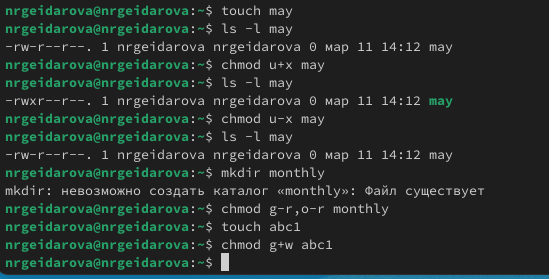 nrgeidarova@nrgeidarova:~$ touch may
nrgeidarova@nrgeidarova:~$ ls -l may
-rw-r--r--. 1 nrgeidarova nrgeidarova 0 мар 11 14:12 may
nrgeidarova@nrgeidarova:~$ chmod u+x may
nrgeidarova@nrgeidarova:~$ ls -l may
-rwxr--r--. 1 nrgeidarova nrgeidarova 0 мар 11 14:12 may
nrgeidarova@nrgeidarova:~$ chmod u-x may
nrgeidarova@nrgeidarova:~$ ls -l may
-rw-r--r--. 1 nrgeidarova nrgeidarova 0 мар 11 14:12 may
nrgeidarova@nrgeidarova:~$ mkdir monthly
mkdir: невозможно создать каталог «monthly»: Файл существует
nrgeidarova@nrgeidarova:~$ chmod g-r,o-r monthly
nrgeidarova@nrgeidarova:~$ touch abc1
nrgeidarova@nrgeidarova:~$ chmod g+w abc1
nrgeidarova@nrgeidarova:~$